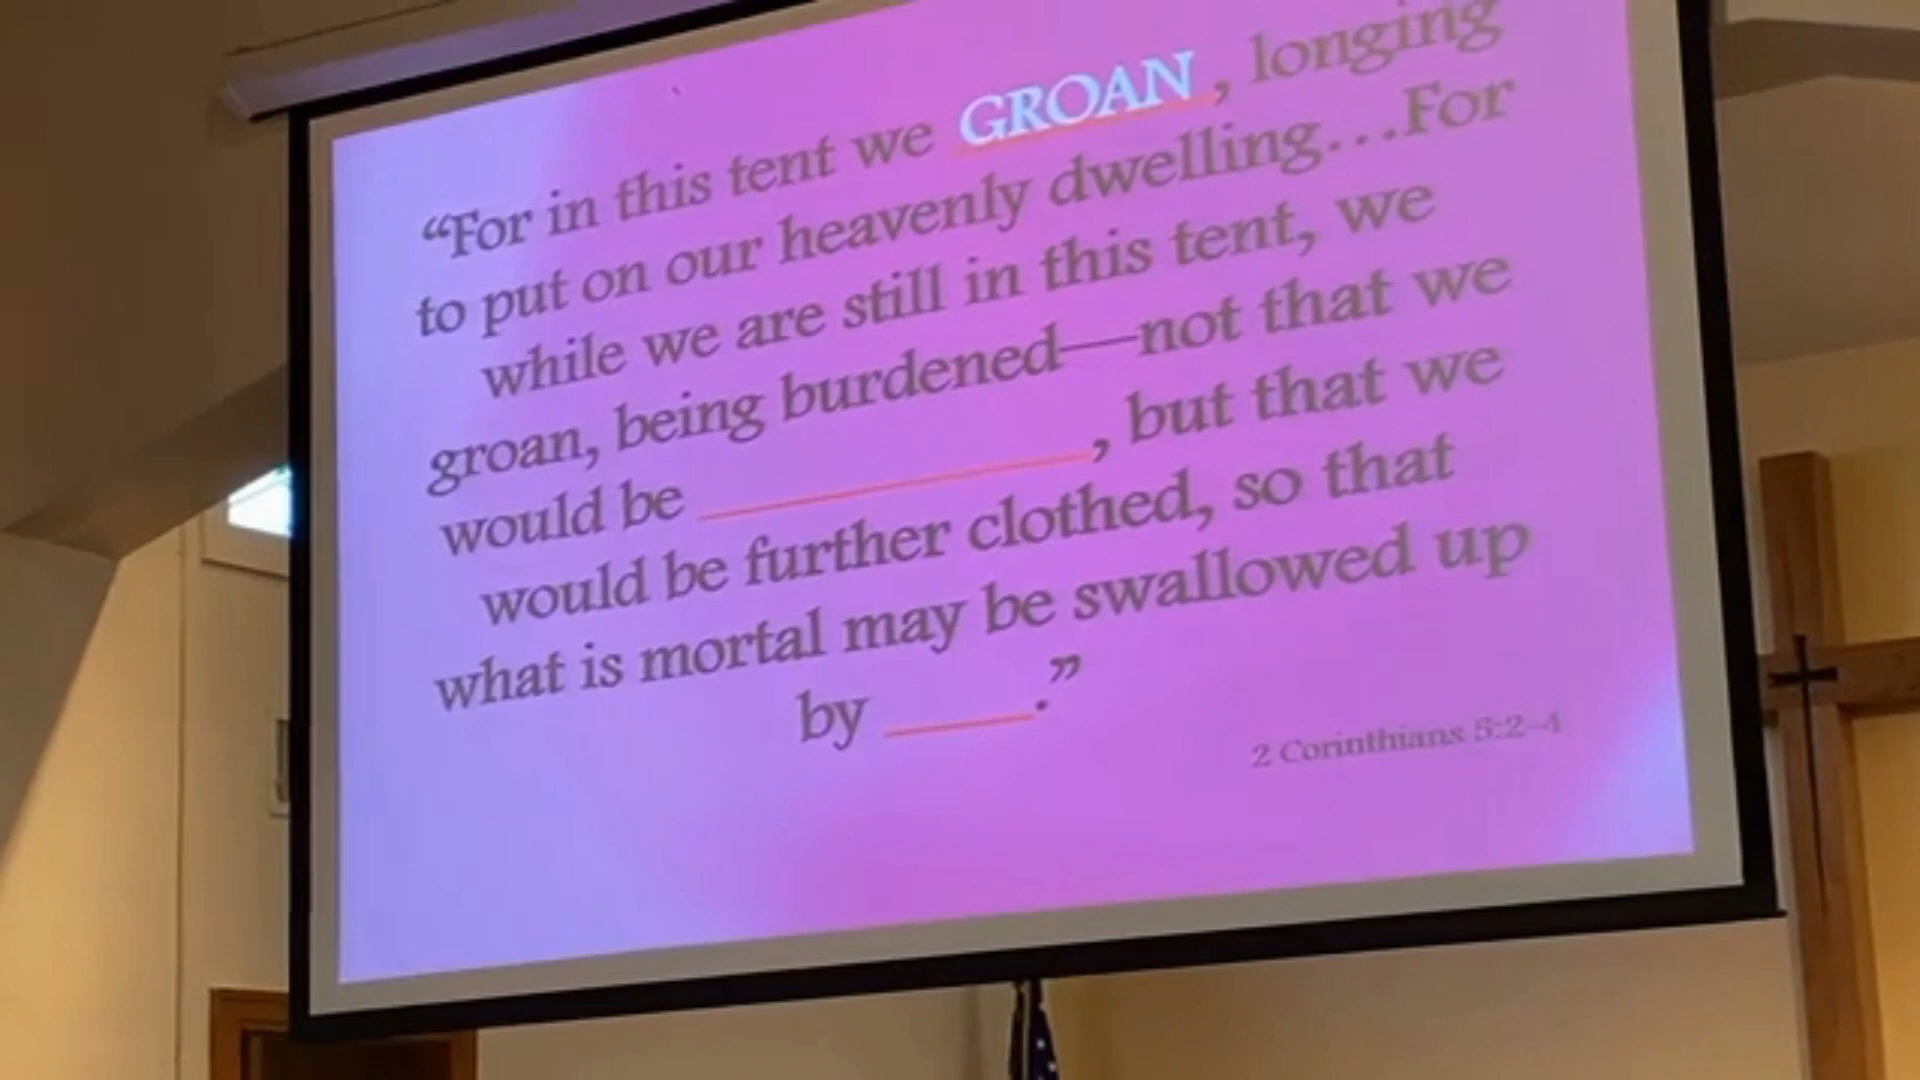 “For in this tent we GROAN, longing
to put on our heavenly dwelling…For
while we are still in this tent, we
groan, being burdened—not that we
would be ________, but that we
would be further clothed, so that
what is mortal may be swallowed up
by ____.”
2 Corinthians 5:2–4